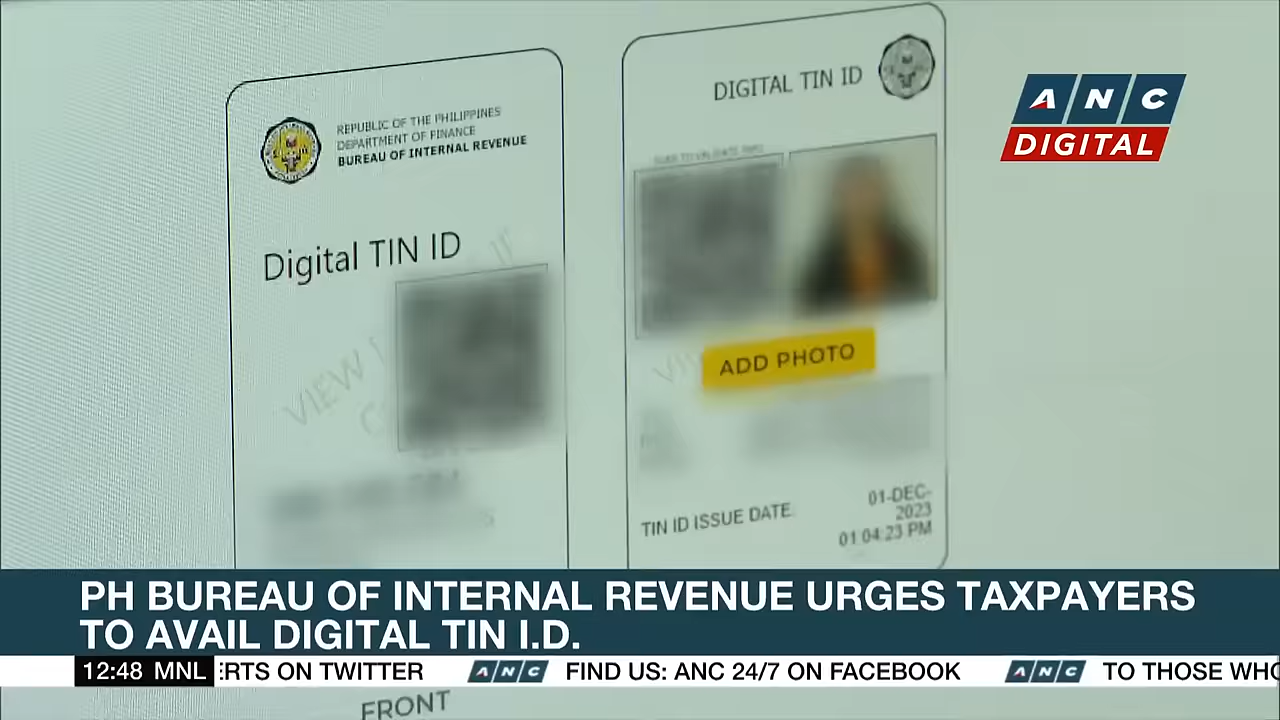 REPUBLIC OF THE PHILIPPINES
DEPARTMENT OF FINANCE
BUREAU OF INTERNAL REVENUE
Digital TIN ID
VIEW
DIGITAL TIN ID
ADD PHOTO
TIN ID ISSUE DATE
01-DEC-
2023
01:04:23 PM
ANC
DIGITAL
PH BUREAU OF INTERNAL REVENUE URGES TAXPAYERS
TO AVAIL DIGITAL TIN I.D.
12:48 MNL ERTS ON TWITTER ANC FIND US: ANC 24/7 ON FACEBOOK ANC TO THOSE WHO
FRONT